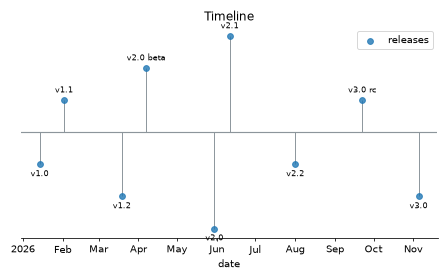 Timeline
v2.1
releases
v2.0 beta
v1.1
v3.0 rc
v1.0
v2.2
v1.2
v3.0
v2.0
2026 Feb Mar Apr May Jun Jul Aug Sep Oct Nov
date